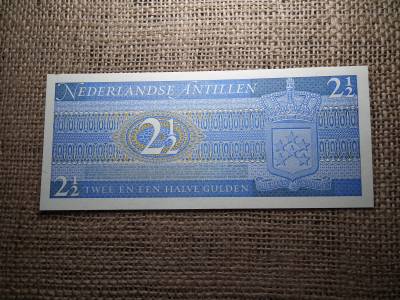 NEDERLANDSE ANTILLEN 2½
2½
2½ TWEE EN EEN HALVE GULDEN